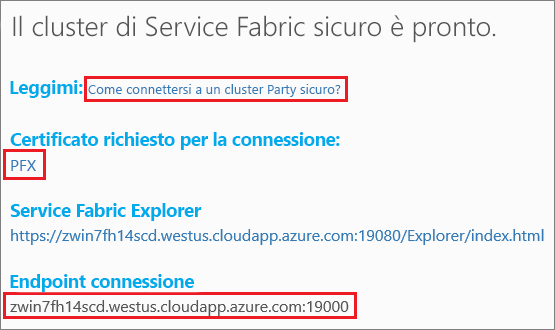 Il cluster di Service Fabric sicuro è pronto.
Leggimi: Come connettersi a un cluster Party sicuro?
Certificato richiesto per la connessione:
PFX
Service Fabric Explorer
https://zwin7fh14scd.westus.cloudapp.azure.com:19080/Explorer/index.html
Endpoint connessione
zwin7fh14scd.westus.cloudapp.azure.com:19000